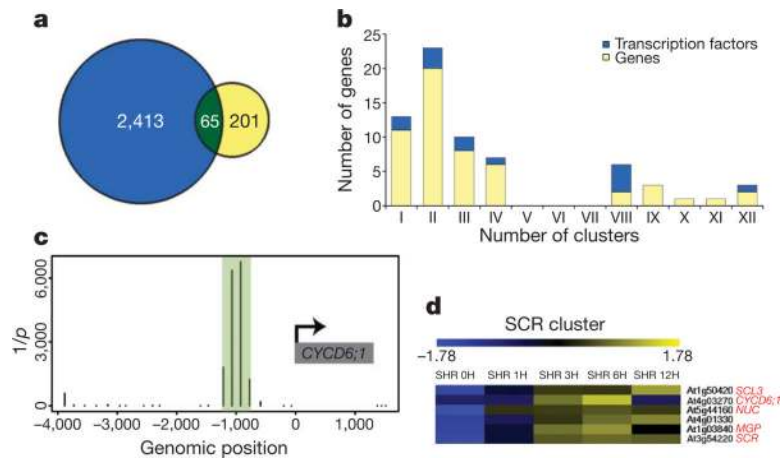 a
2,413
65
201
b
Number of genes
25
20
15
10
5
0
Transcription factors
Genes
I II III IV V VI VII VIII IX X XI XII
Number of clusters
c
1/p
6,000
3,000
0
CYCD6;1
−4,000 −3,000 −2,000 −1,000 0 1,000
Genomic position
d
SCR cluster
−1.78 1.78
SHR 0H SHR 1H SHR 3H SHR 6H SHR 12H
At1g50420 SCL3
At4g03270 CYCD6;1
At5g44160 NUC
At4g01330
At1g03840 MGP
At3g54220 SCR